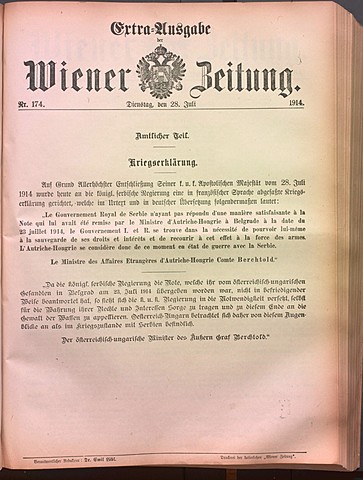 Extra-Ausgabe
der
Wiener Zeitung.
Nr. 174. Dienstag, den 28. Juli 1914.
Amtlicher Teil.
Kriegserklärung.
Auf Grund Allerhöchster Entschließung Seiner k. u. k. Apostolischen Majestät vom 28. Juli
1914 wurde heute an die königl. serbische Regierung eine in französischer Sprache abgefaßte Kriegs-
erklärung gerichtet, welche im Urtext und in deutscher Übersetzung folgendermaßen lautet:
„Le Gouvernement Royal de Serbie n'ayant pas répondu d'une manière satisfaisante à la
Note qui lui avait été remise par le Ministre d'Autriche-Hongrie à Belgrade à la date du
23 juillet 1914, le Gouvernement I. et R. se trouve dans la nécessité de pourvoir lui-même
à la sauvegarde de ses droits et intérêts et de recourir à cet effet à la force des armes.
L'Autriche-Hongrie se considère donc de ce moment en état de guerre avec la Serbie.
Le Ministre des Affaires Etrangères d'Autriche-Hongrie Comte Berchtold."
„Da die königl. serbische Regierung die Note, welche ihr vom österreichisch-ungarischen
Gesandten in Belgrad am 23. Juli 1914 übergeben worden war, nicht in befriedigender
Weise beantwortet hat, so sieht sich die k. u. k. Regierung in die Notwendigkeit versetzt, selbst
für die Wahrung ihrer Rechte und Interessen Sorge zu tragen und zu diesem Ende an die
Gewalt der Waffen zu appellieren. Oesterreich-Ungarn betrachtet sich daher von diesem Augen-
blicke an als im Kriegszustande mit Serbien befindlich.
Der österreichisch-ungarische Minister des Äußern Graf Berchtold."
Verantwortlicher Redakteur: Dr. Emil Löbl. Druckerei der kaiserlichen „Wiener Zeitung".